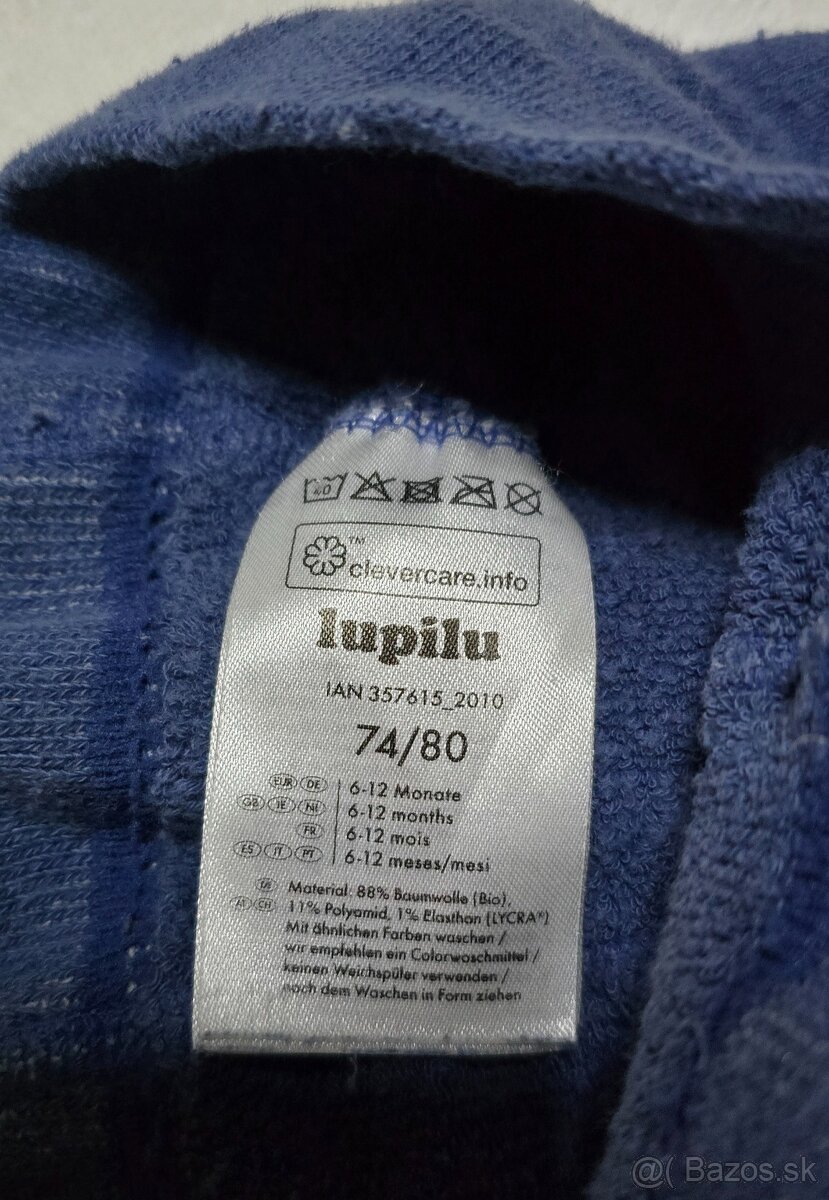 40
™
clevercare.info
lupilu
IAN 357615_2010
74/80
EUR DE 6-12 Monate
GB IE NI 6-12 months
FR 6-12 mois
ES IT PT 6-12 meses/mesi
DE Material: 88% Baumwolle (Bio),
AT CH 11% Polyamid, 1% Elasthan (LYCRA®)
Mit ähnlichen Farben waschen /
wir empfehlen ein Colorwaschmittel /
keinen Weichspüler verwenden /
nach dem Waschen in Form ziehen
@( Bazos.sk